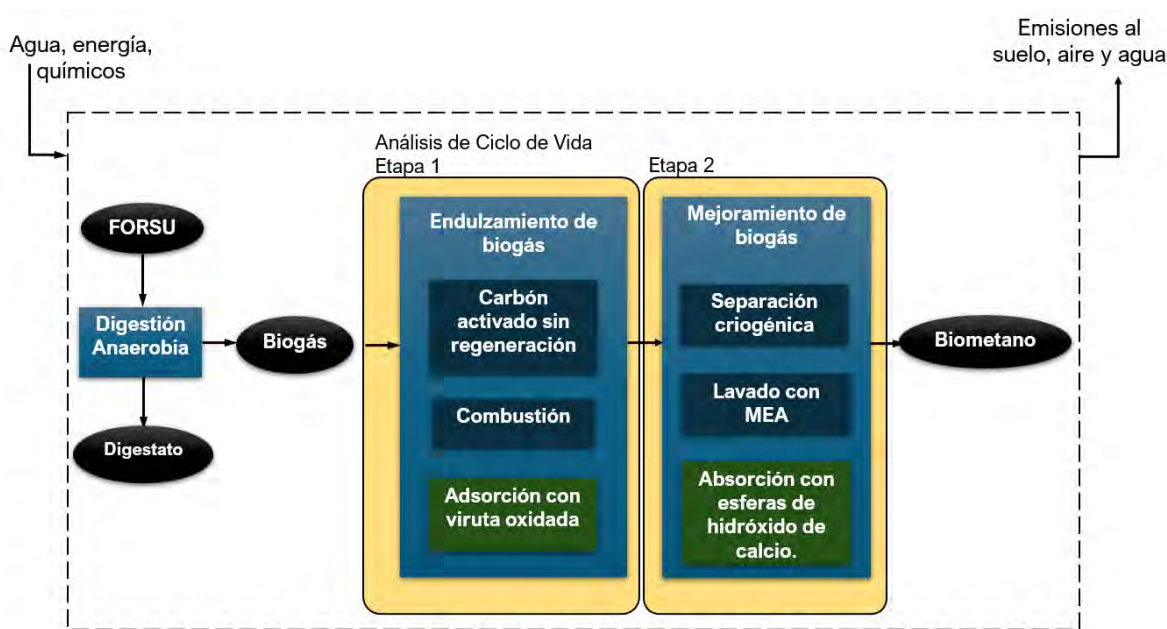 Agua, energía,
químicos
Emisiones al
suelo, aire y agua
Análisis de Ciclo de Vida
Etapa 1
Etapa 2
FORSU
Digestión
Anaerobia
Digestato
Biogás
Endulzamiento de
biogás
Carbón
activado sin
regeneración
Combustión
Adsorción con
viruta oxidada
Mejoramiento de
biogás
Separación
criogénica
Lavado con
MEA
Absorción con
esferas de
hidróxido de
calcio.
Biometano